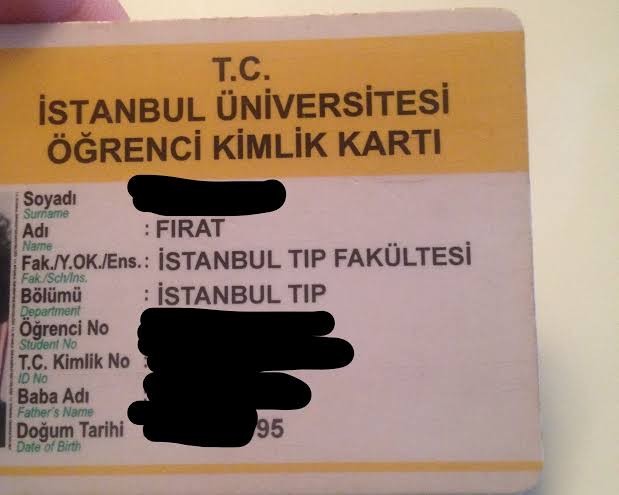 T.C.
İSTANBUL ÜNİVERSİTESİ
ÖĞRENCİ KİMLİK KARTI
Soyadı
Surname
Adı : FIRAT
Name
Fak./Y.OK./Ens. : İSTANBUL TIP FAKÜLTESİ
Fak./Sch/Ins.
Bölümü : İSTANBUL TIP
Department
Öğrenci No
Student No
T.C. Kimlik No :
ID No
Baba Adı
Father's Name
Doğum Tarihi 95
Date of Birth